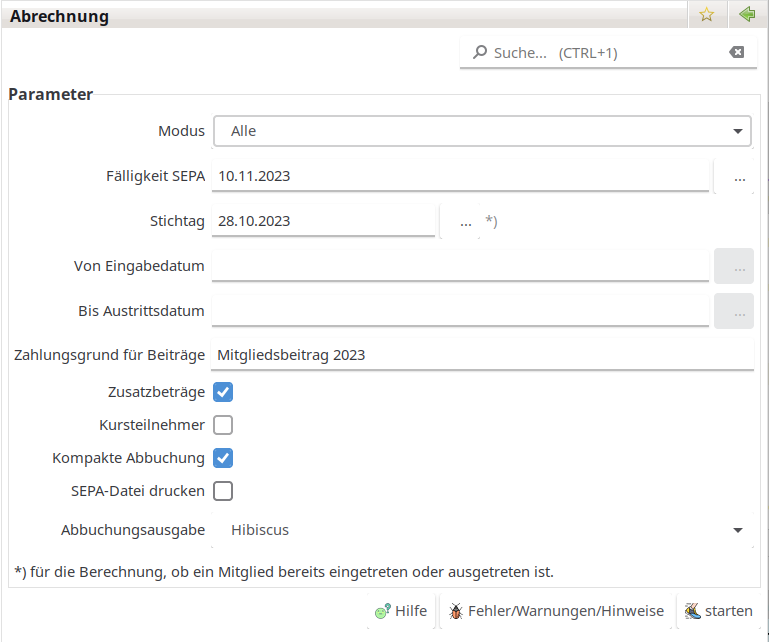 Abrechnung
Suche... (CTRL+1)
Parameter
Modus Alle
Fälligkeit SEPA 10.11.2023 ...
Stichtag 28.10.2023 ... *)
Von Eingabedatum ...
Bis Austrittsdatum ...
Zahlungsgrund für Beiträge Mitgliedsbeitrag 2023
Zusatzbeträge
Kursteilnehmer
Kompakte Abbuchung
SEPA-Datei drucken
Abbuchungsausgabe Hibiscus
*) für die Berechnung, ob ein Mitglied bereits eingetreten oder ausgetreten ist.
Hilfe Fehler/Warnungen/Hinweise starten